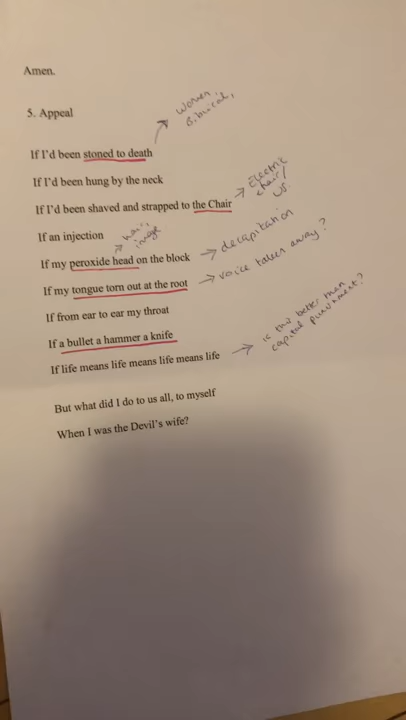 Amen.
5. Appeal
women,
Biblical,
If I'd been stoned to death
If I'd been hung by the neck
Electric
chair/
US.
If I'd been shaved and strapped to the Chair
If an injection
hair,
image
If my peroxide head on the block
decapitation
If my tongue torn out at the root
voice taken away?
If from ear to ear my throat
If a bullet a hammer a knife
If life means life means life means life
is this better than
capital punishment?
But what did I do to us all, to myself
When I was the Devil's wife?